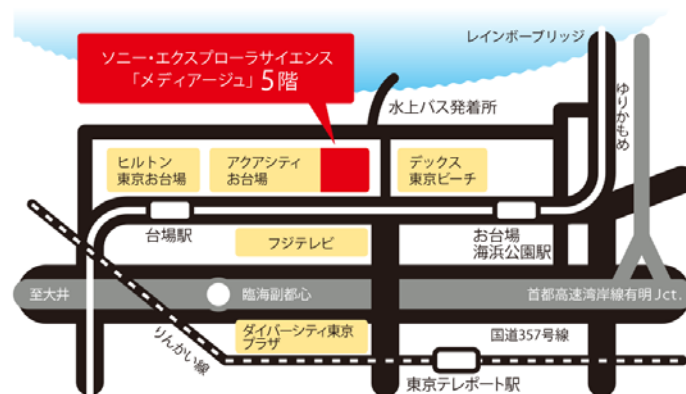 レインボーブリッジ
ソニー・エクスプローラサイエンス
「メディアージュ」5階
ゆりかもめ
水上バス発着所
ヒルトン
東京お台場
アクアシティ
お台場
デックス
東京ビーチ
台場駅
フジテレビ
お台場
海浜公園駅
至大井
臨海副都心
首都高速湾岸線有明Jct.
りんかい線
ダイバーシティ東京
プラザ
国道357号線
東京テレポート駅